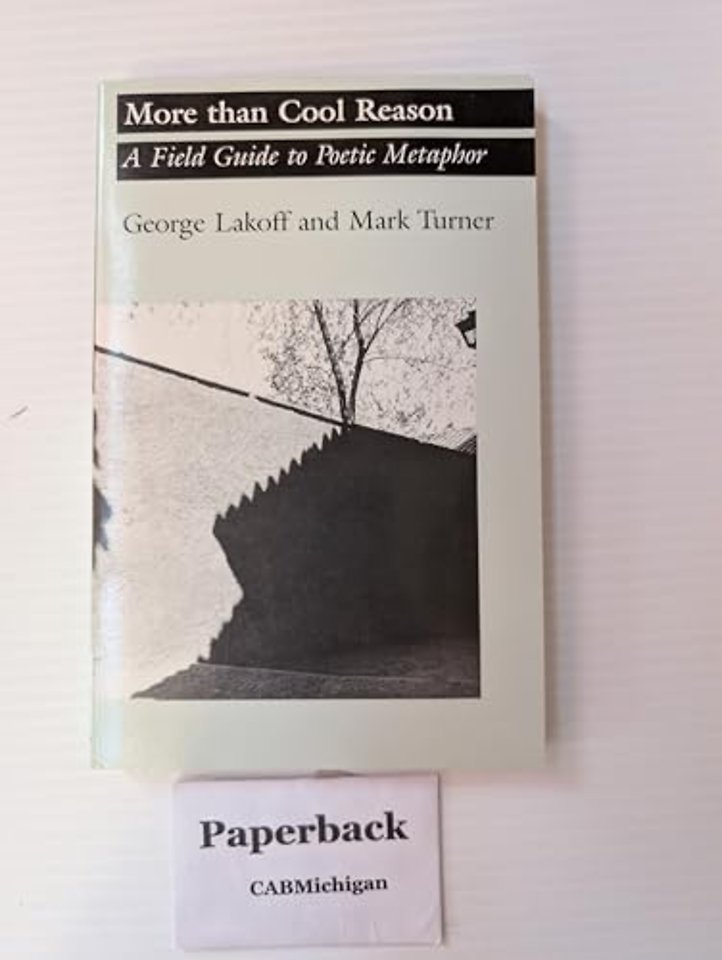 More than Cool Reason
A Field Guide to Poetic Metaphor
George Lakoff and Mark Turner
Paperback
CABMichigan